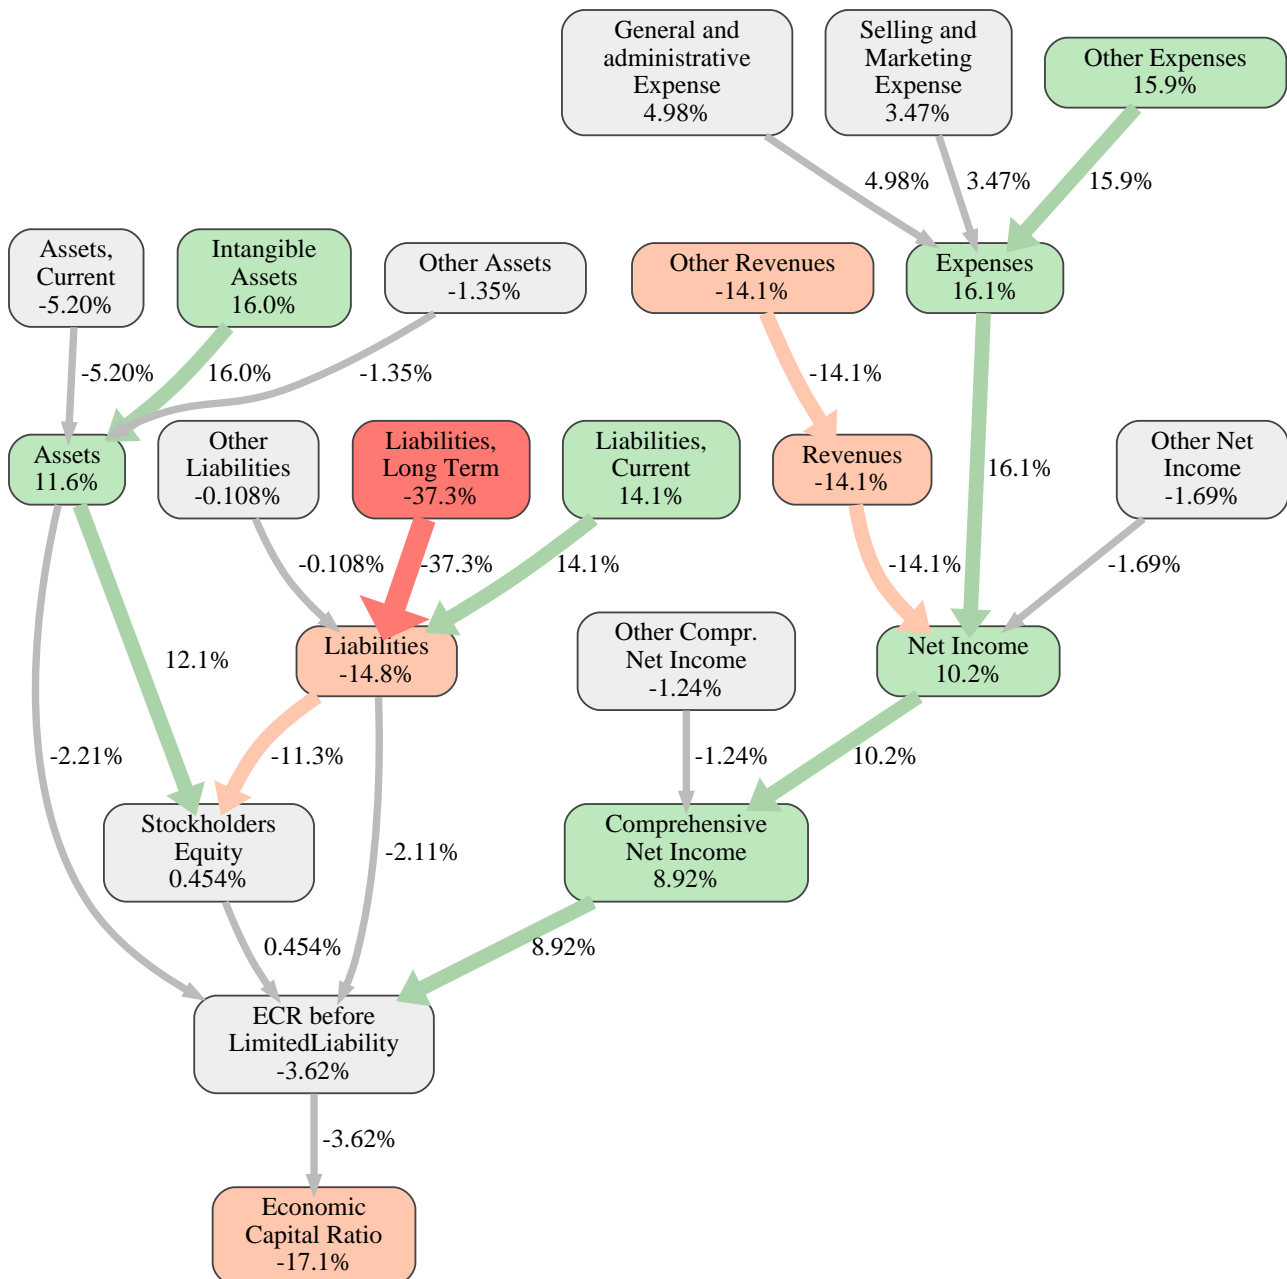 General and
administrative
Expense
4.98%
Selling and
Marketing
Expense
3.47%
Other Expenses
15.9%
4.98%
3.47%
15.9%
Assets,
Current
-5.20%
Intangible
Assets
16.0%
Other Assets
-1.35%
Other Revenues
-14.1%
Expenses
16.1%
-5.20%
16.0%
-1.35%
-14.1%
Assets
11.6%
Other
Liabilities
-0.108%
Liabilities,
Long Term
-37.3%
Liabilities,
Current
14.1%
Revenues
-14.1%
16.1%
Other Net
Income
-1.69%
-0.108%
-37.3%
14.1%
-14.1%
-1.69%
12.1%
Liabilities
-14.8%
Other Compr.
Net Income
-1.24%
Net Income
10.2%
-2.21%
-11.3%
-1.24%
10.2%
Stockholders
Equity
0.454%
-2.11%
Comprehensive
Net Income
8.92%
0.454%
8.92%
ECR before
LimitedLiability
-3.62%
-3.62%
Economic
Capital Ratio
-17.1%